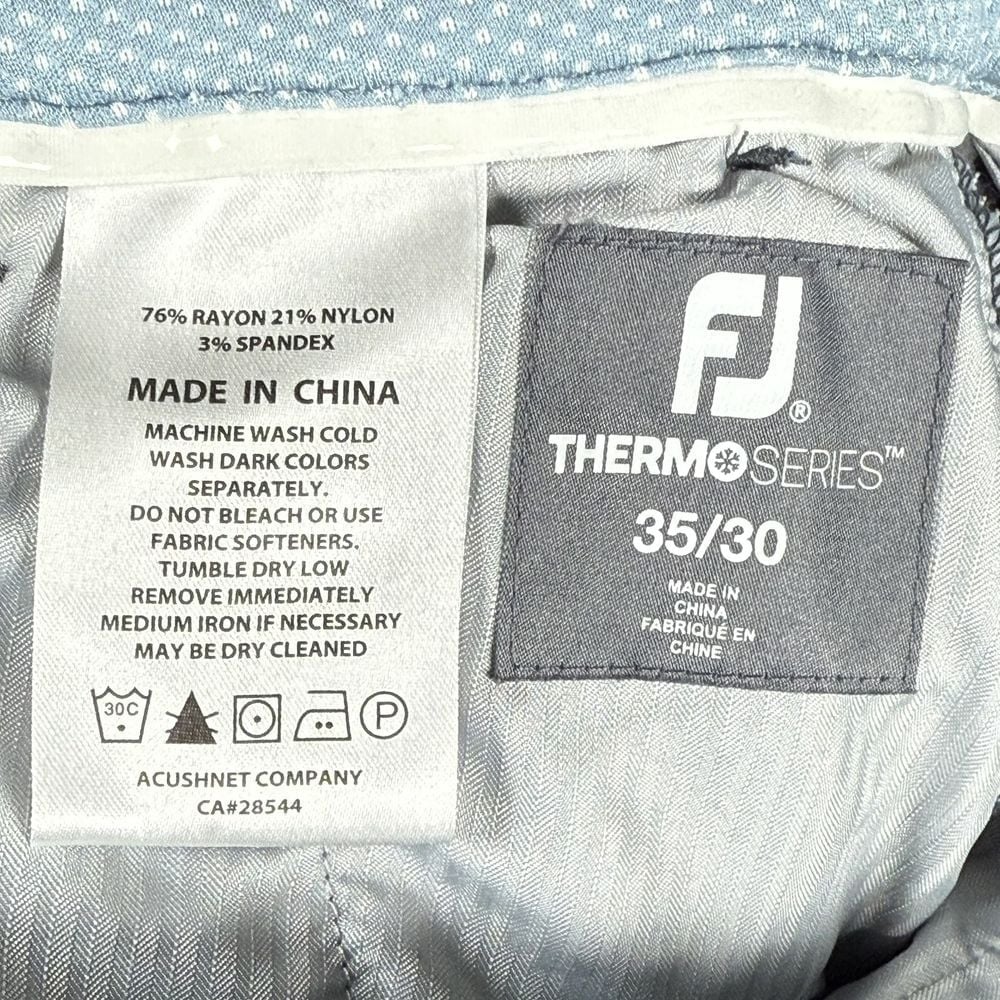 76% RAYON 21% NYLON
3% SPANDEX
MADE IN CHINA
MACHINE WASH COLD
WASH DARK COLORS
SEPARATELY.
DO NOT BLEACH OR USE
FABRIC SOFTENERS.
TUMBLE DRY LOW
REMOVE IMMEDIATELY
MEDIUM IRON IF NECESSARY
MAY BE DRY CLEANED
30C P
ACUSHNET COMPANY
CA#28544
FJ®
THERMOSERIES™
35/30
MADE IN
CHINA
FABRIQUÉ EN
CHINE